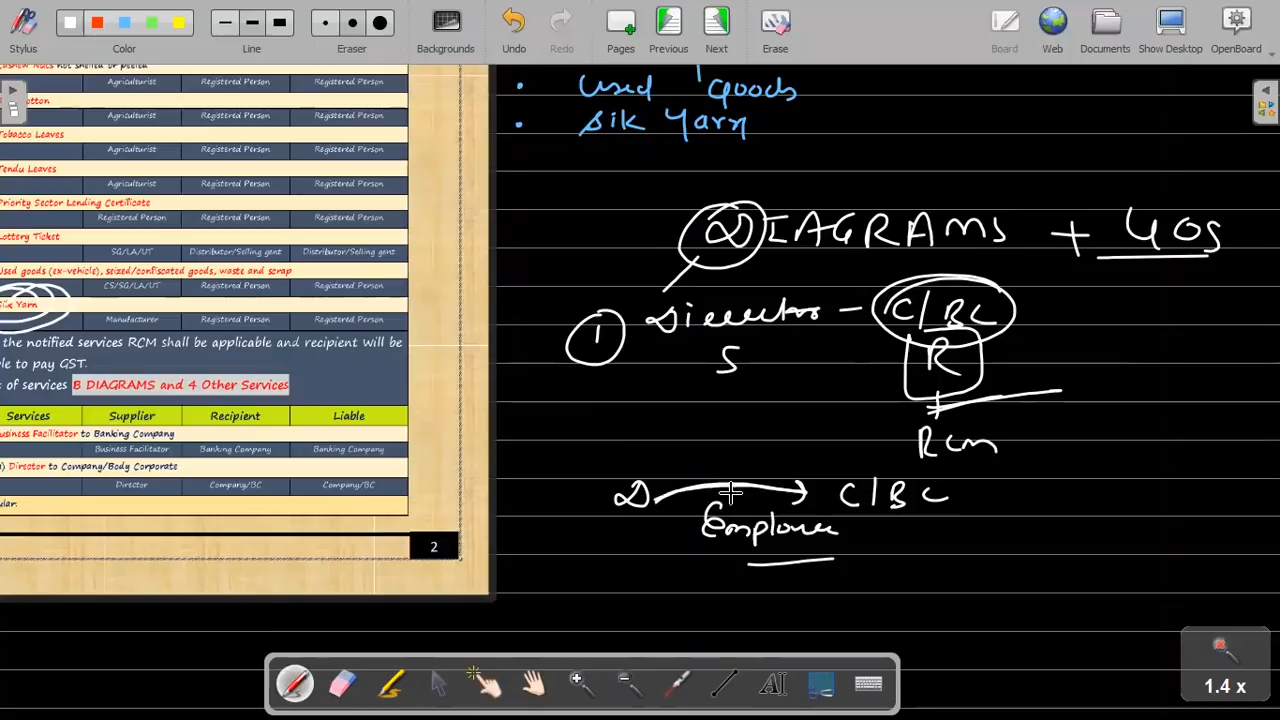 Stylus Color Line Eraser Backgrounds Undo Redo Pages Previous Next Erase Board Web Documents Show Desktop OpenBoard
Cashew Nuts not shelled or peeled
Agriculturist Registered Person Registered Person
Cotton
Agriculturist Registered Person Registered Person
Tobacco Leaves
Agriculturist Registered Person Registered Person
Tendu Leaves
Agriculturist Registered Person Registered Person
Priority Sector Lending Certificate
Registered Person Registered Person Registered Person
Lottery Ticket
SG/LA/UT Distributor/Selling gent Distributor/Selling gent
Used goods (ex-vehicle), seized/confiscated goods, waste and scrap
CS/SG/LA/UT Registered Person Registered Person
Silk Yarn
Manufacturer Registered Person Registered Person
the notified services RCM shall be applicable and recipient will be
le to pay GST.
t of services B DIAGRAMS and 4 Other Services
Services Supplier Recipient Liable
usiness Facilitator to Banking Company
Business Facilitator Banking Company Banking Company
) Director to Company/Body Corporate
Director Company/BC Company/BC
ular:
2
• Used goods
• Sik Yarn
DIAGRAMS + 4 OS
1 Director - C/BC
S R
Rcm
D C/BC
Employee
1.4 x